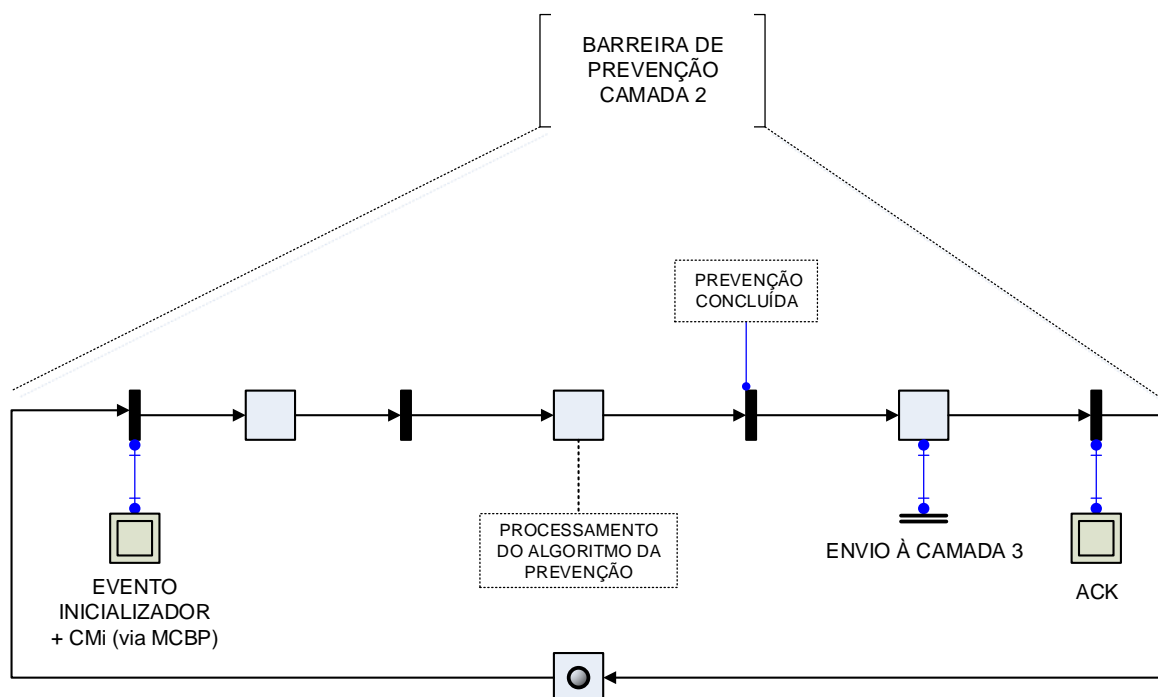 BARREIRA DE
PREVENÇÃO
CAMADA 2
PREVENÇÃO
CONCLUÍDA
PROCESSAMENTO
DO ALGORITMO DA
PREVENÇÃO
ENVIO À CAMADA 3
EVENTO
INICIALIZADOR
+ CMi (via MCBP)
ACK